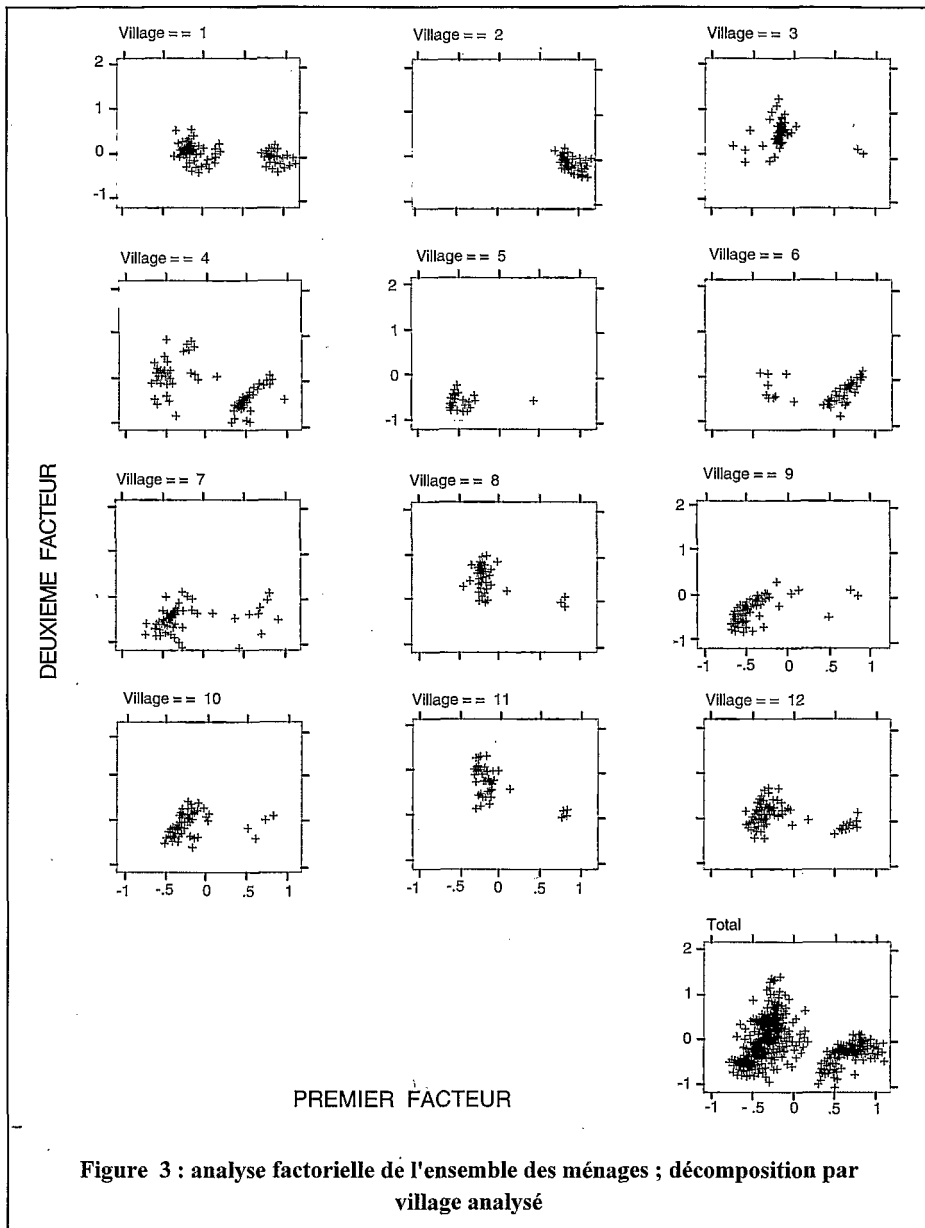 Village == 1
Village == 2
Village == 3
2
1
0
-1
Village == 4
Village == 5
Village == 6
2
1
0
-1
Village == 7
Village == 8
Village == 9
2
1
0
-1
-1 -.5 0 .5 1
Village == 10
Village == 11
Village == 12
-1 -.5 0 .5 1
-1 -.5 0 .5 1
Total
2
1
0
-1
-1 -.5 0 .5 1
DEUXIEME FACTEUR
PREMIER FACTEUR
Figure 3 : analyse factorielle de l'ensemble des ménages ; décomposition par
village analysé